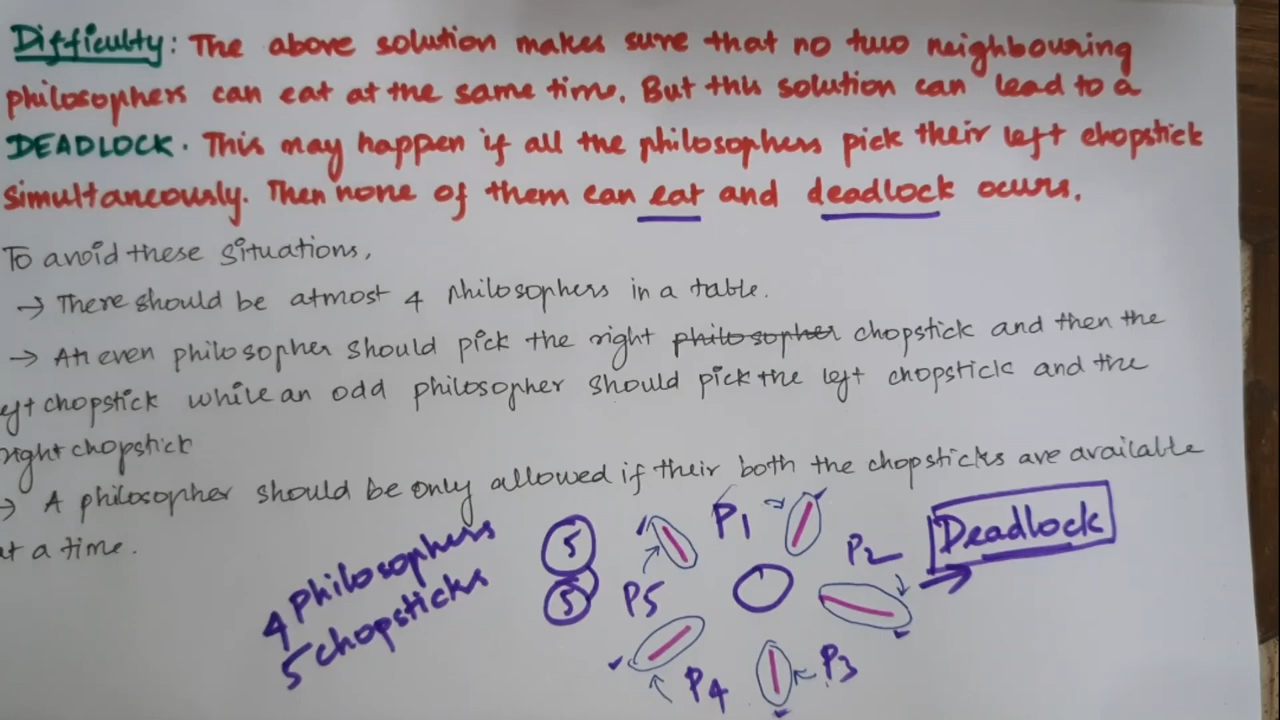 Difficulty: The above solution makes sure that no two neighbouring
philosophers can eat at the same time. But this solution can lead to a
DEADLOCK. This may happen if all the philosophers pick their left chopstick
simultaneously. Then none of them can eat and deadlock ocurs.
To avoid these situations,
→ There should be atmost 4 philosophers in a table.
→ An even philosopher should pick the right philosopher chopstick and then the
eft chopstick while an odd philosopher should pick the left chopstick and the
right chopstick
→ A philosopher should be only allowed if their both the chopsticks are available
at a time.
4 philosophers
5 chopsticks
5
5
P1
P2
Deadlock
P5
P4
P3